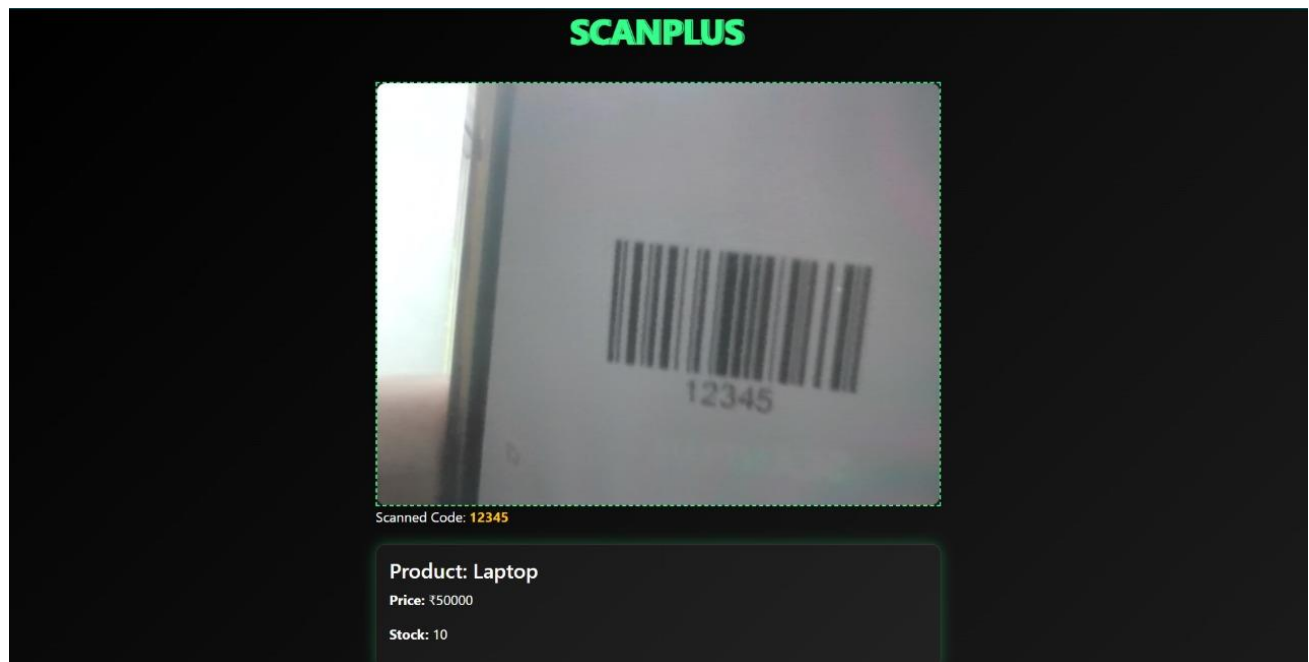 SCANPLUS
12345
Scanned Code: 12345
Product: Laptop
Price: ₹50000
Stock: 10